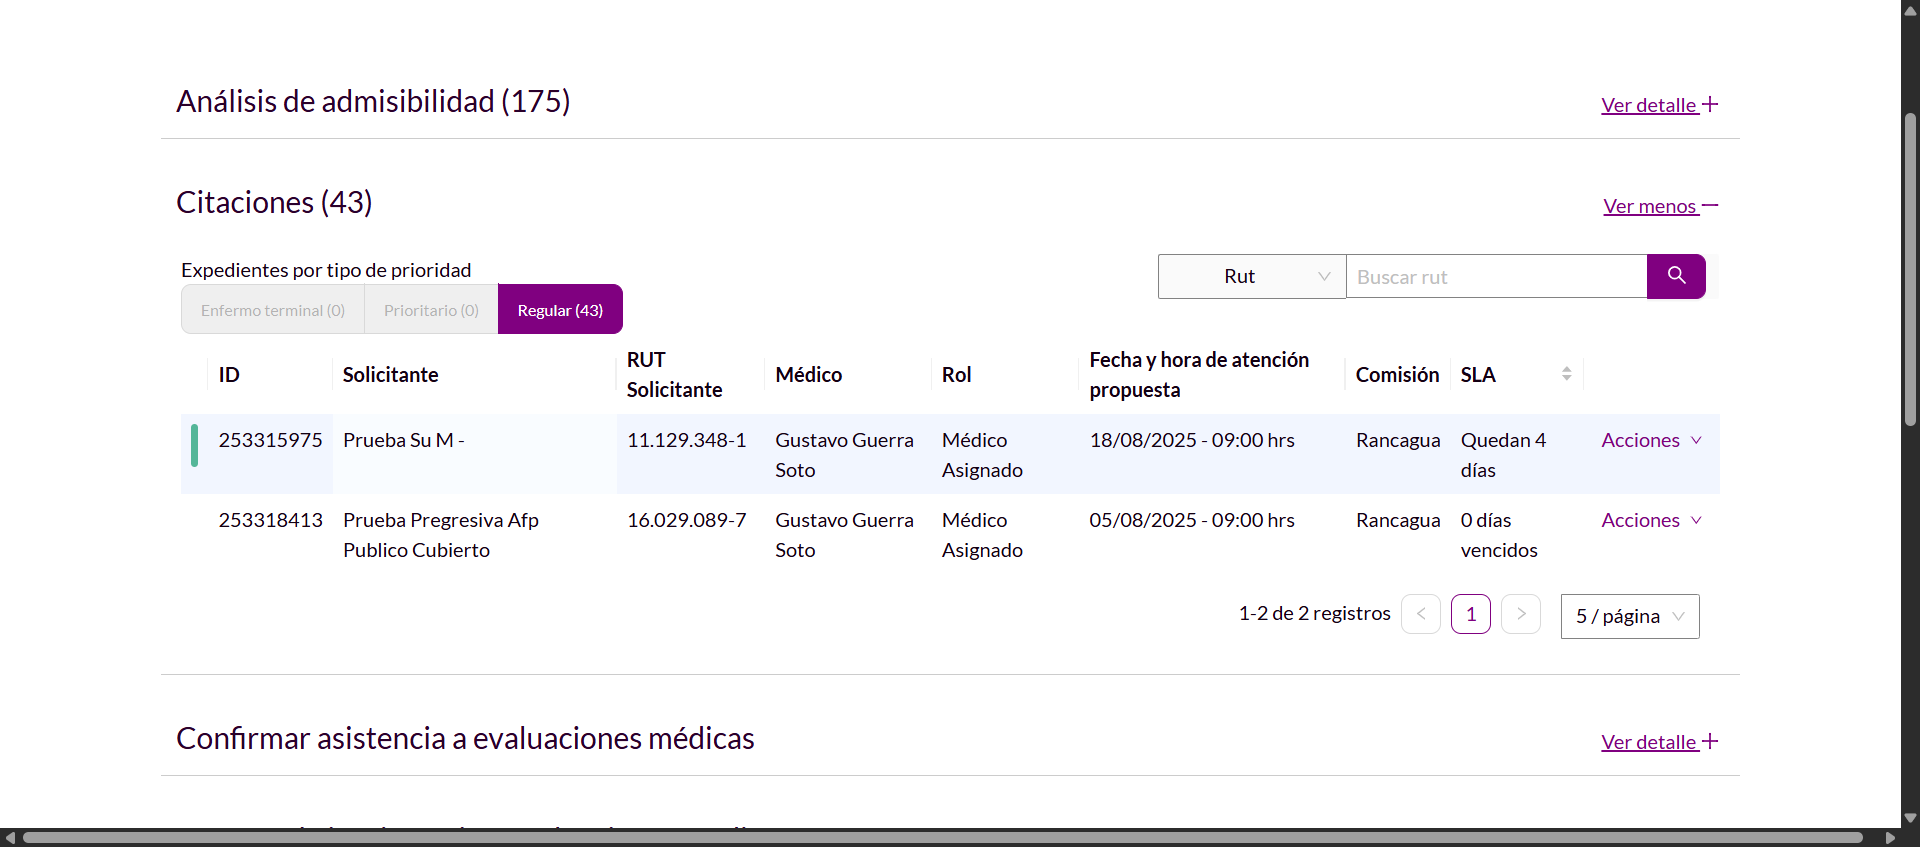 Análisis de admisibilidad (175)
Ver detalle
Citaciones (43)
Ver menos
Expedientes por tipo de prioridad
Enfermo terminal (0) Prioritario (0) Regular (43)
Rut Buscar rut
ID Solicitante RUT Solicitante Médico Rol Fecha y hora de atención propuesta Comisión SLA
253315975 Prueba Su M - 11.129.348-1 Gustavo Guerra Soto Médico Asignado 18/08/2025 - 09:00 hrs Rancagua Quedan 4 días Acciones
253318413 Prueba Pregresiva Afp Publico Cubierto 16.029.089-7 Gustavo Guerra Soto Médico Asignado 05/08/2025 - 09:00 hrs Rancagua 0 días vencidos Acciones
1-2 de 2 registros < 1 > 5 / página
Confirmar asistencia a evaluaciones médicas
Ver detalle